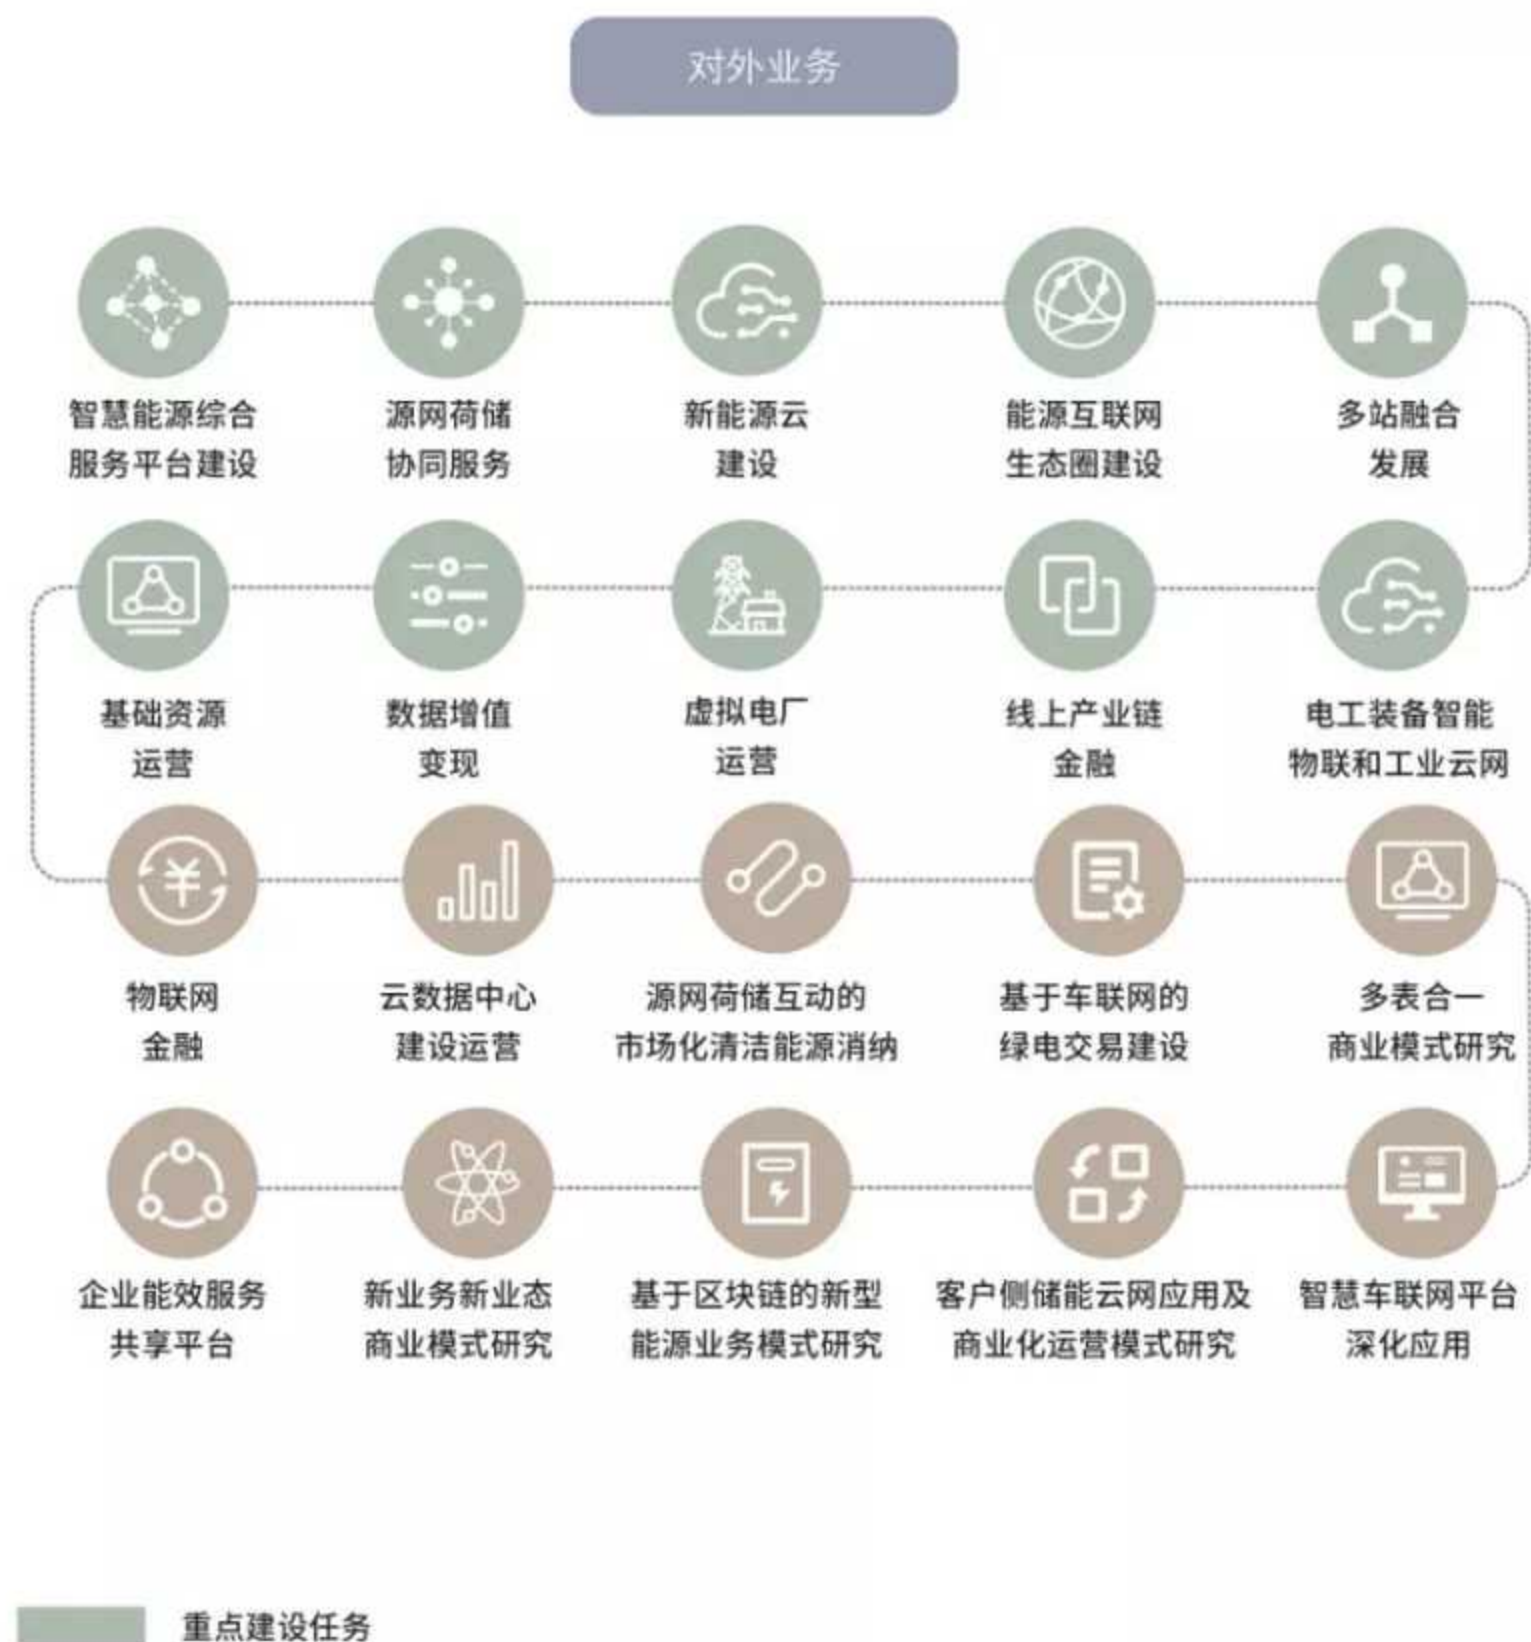 对外业务
智慧能源综合
服务平台建设
源网荷储
协同服务
新能源云
建设
能源互联网
生态圈建设
多站融合
发展
基础资源
运营
数据增值
变现
虚拟电厂
运营
线上产业链
金融
电工装备智能
物联和工业云网
物联网
金融
云数据中心
建设运营
源网荷储互动的
市场化清洁能源消纳
基于车联网的
绿电交易建设
多表合一
商业模式研究
企业能效服务
共享平台
新业务新业态
商业模式研究
基于区块链的新型
能源业务模式研究
客户侧储能云网应用及
商业化运营模式研究
智慧车联网平台
深化应用
重点建设任务